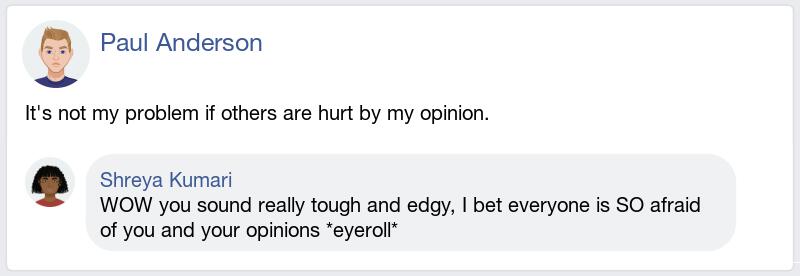 Paul Anderson
It's not my problem if others are hurt by my opinion.
Shreya Kumari
WOW you sound really tough and edgy, I bet everyone is SO afraid
of you and your opinions *eyeroll*